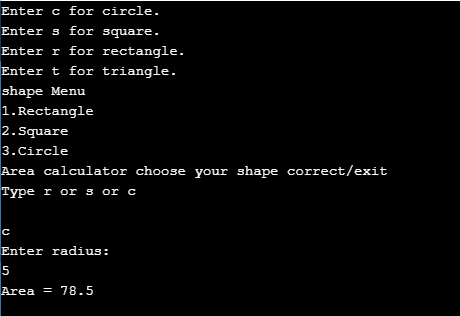 Enter c for circle.
Enter s for square.
Enter r for rectangle.
Enter t for triangle.
shape Menu
1.Rectangle
2.Square
3.Circle
Area calculator choose your shape correct/exit
Type r or s or c
c
Enter radius:
5
Area = 78.5